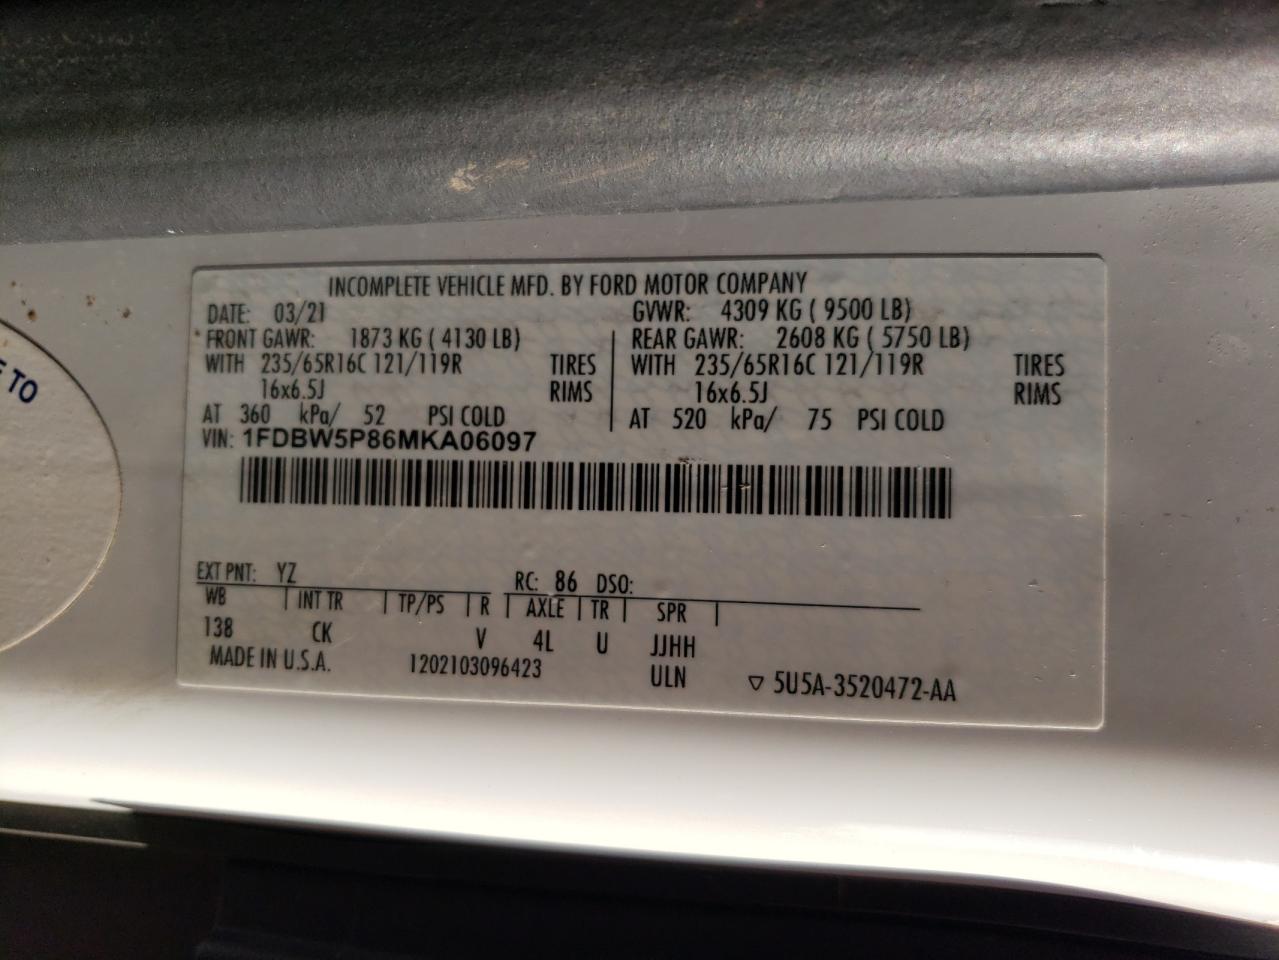 E TO
INCOMPLETE VEHICLE MFD. BY FORD MOTOR COMPANY
DATE: 03/21 GVWR: 4309 KG ( 9500 LB)
FRONT GAWR: 1873 KG ( 4130 LB) REAR GAWR: 2608 KG ( 5750 LB)
WITH 235/65R16C 121/119R TIRES WITH 235/65R16C 121/119R TIRES
16x6.5J RIMS 16x6.5J RIMS
AT 360 kPa/ 52 PSI COLD AT 520 kPa/ 75 PSI COLD
VIN: 1FDBW5P86MKA06097
EXT PNT: YZ RC: 86 DSO:
WB INT TR TP/PS R AXLE TR SPR
138 CK V 4L U JJHH
MADE IN U.S.A. 1202103096423 ULN ▽ 5U5A-3520472-AA